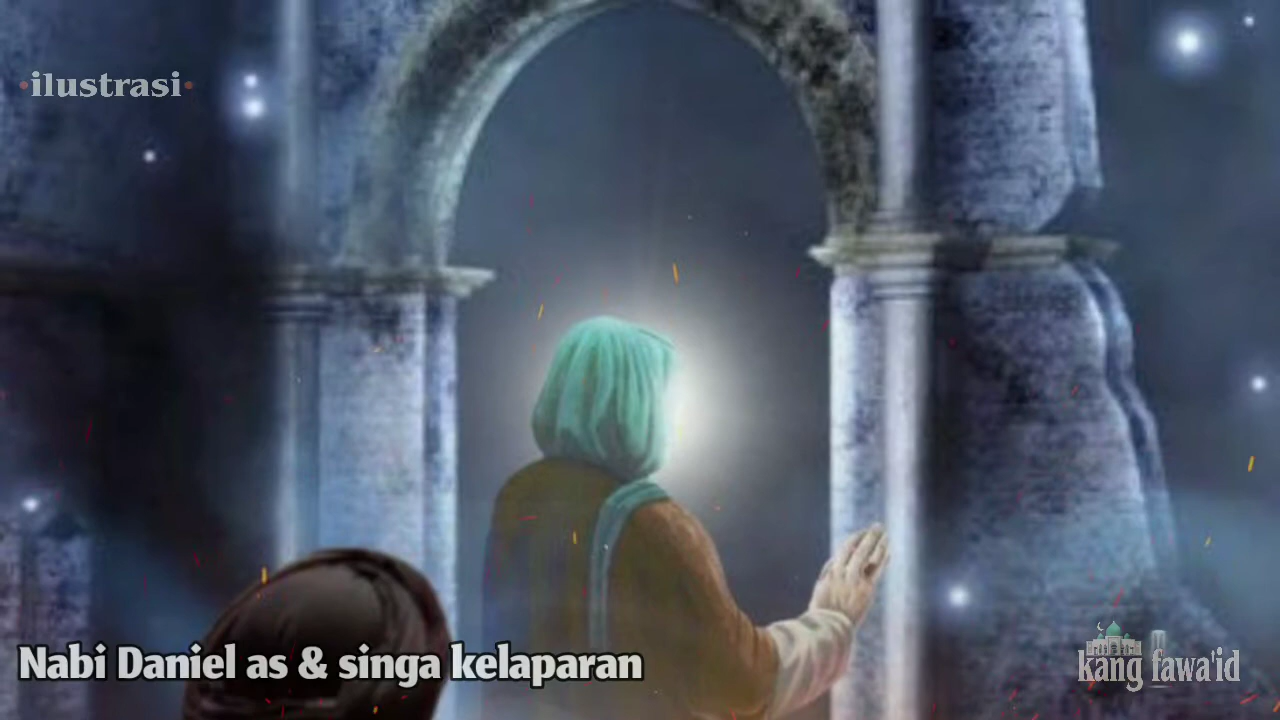 •ilustrasi•
Nabi Daniel as & singa kelaparan
kang fawa'id